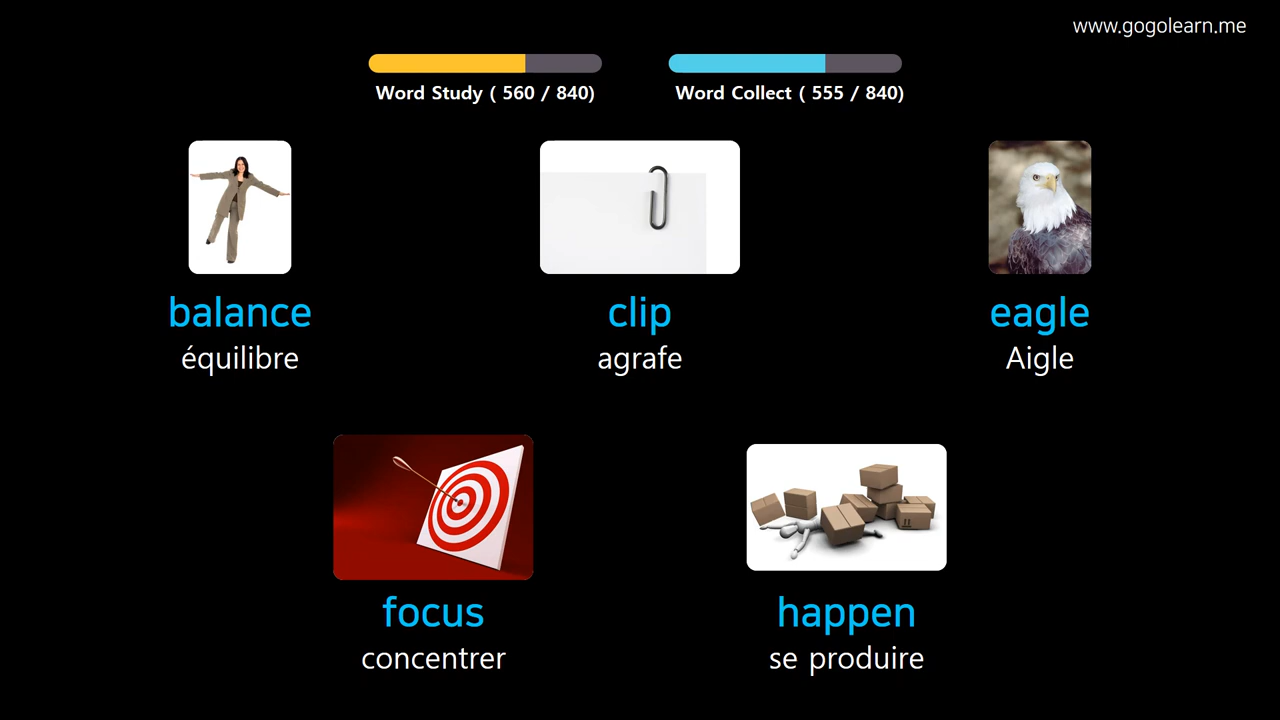 www.gogolearn.me
Word Study ( 560 / 840)
Word Collect ( 555 / 840)
balance
équilibre
clip
agrafe
eagle
Aigle
focus
concentrer
happen
se produire